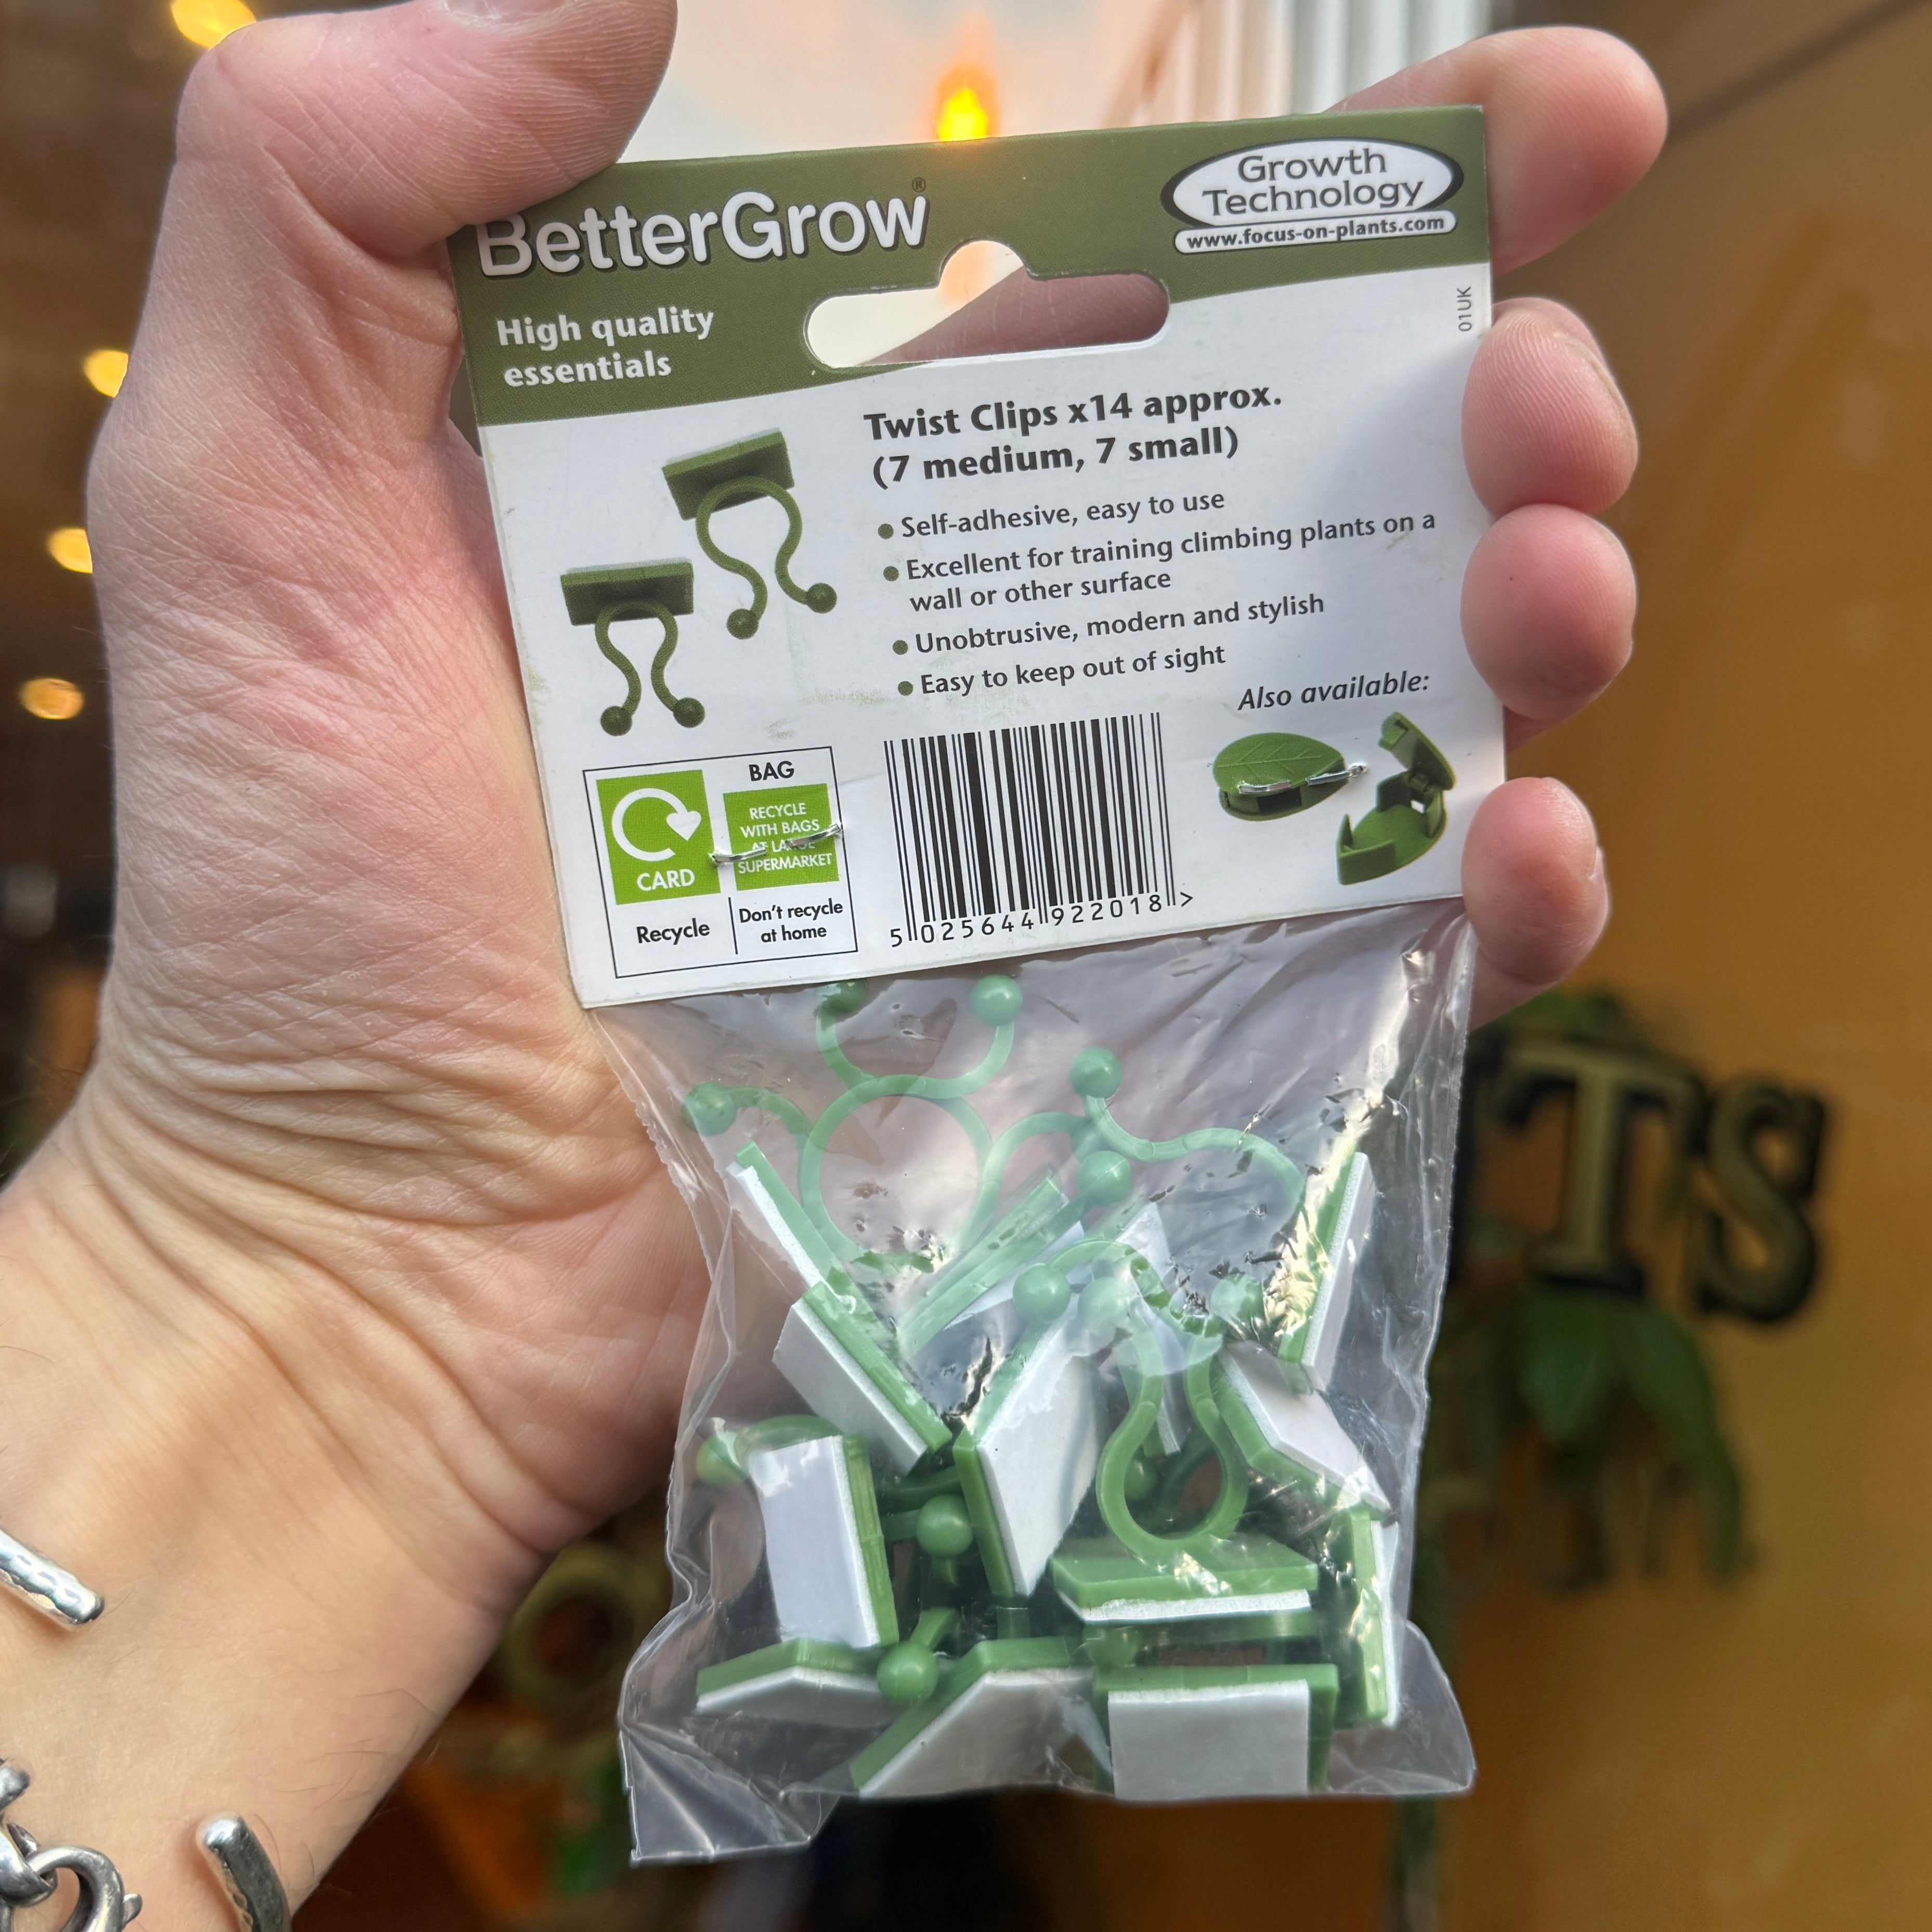 BetterGrow®
Growth
Technology
www.focus-on-plants.com
High quality
essentials
01UK
Twist Clips x14 approx.
(7 medium, 7 small)
● Self-adhesive, easy to use
● Excellent for training climbing plants on a
wall or other surface
● Unobtrusive, modern and stylish
● Easy to keep out of sight
Also available:
BAG
RECYCLE
WITH BAGS
AT LARGE
SUPERMARKET
CARD
Recycle
Don't recycle
at home
5 025644 922018 >
TS